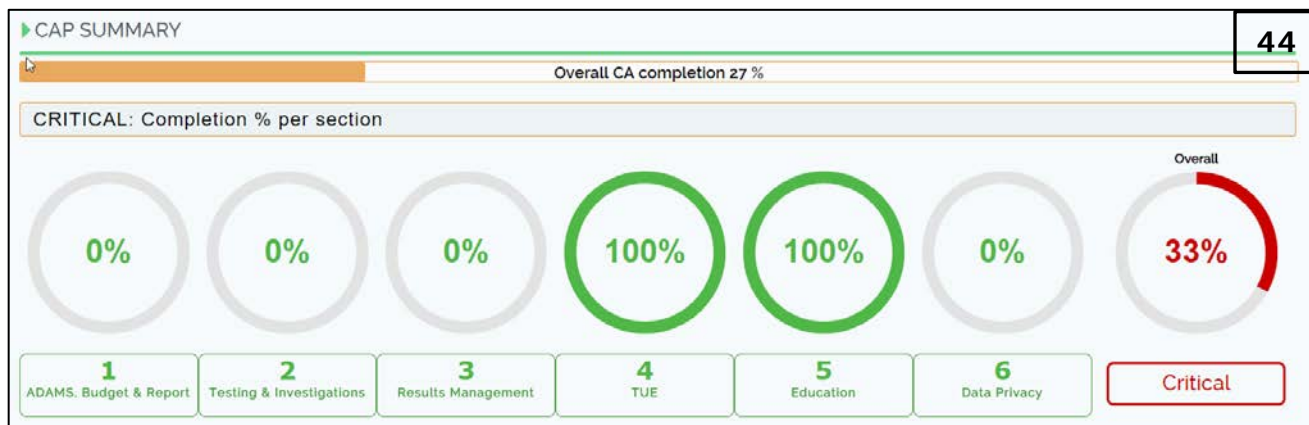 CAP SUMMARY
44
Overall CA completion 27 %
CRITICAL: Completion % per section
Overall
0%
0%
0%
100%
100%
0%
33%
1
ADAMS. Budget & Report
2
Testing & Investigations
3
Results Management
4
TUE
5
Education
6
Data Privacy
Critical